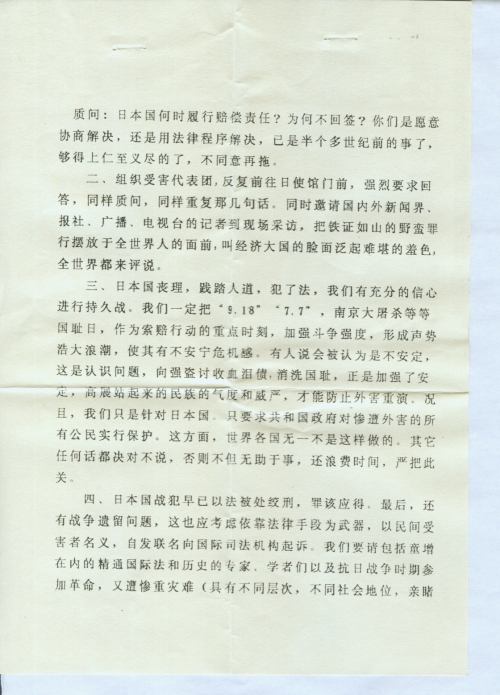 质问：日本国何时履行赔偿责任？为何不回签？你们是愿意
协商解决，还是用法律程序解决，已是半个多世纪前的事了，
够得上仁至义尽的了，不同意再拖。
二、组织受害代表团，反复前往日使馆门前，强烈要求回
答，同样质问，同样重复那几句话。同时邀请国内外新闻界、
报社、广播、电视台的记者到现场采访，把铁证如山的野蛮罪
行摆放于全世界人的面前，叫经济大国的脸面泛起难堪的羞色，
全世界都来评说。
三、日本国丧理，践踏人道，犯了法，我们有充分的信心
进行持久战。我们一定把“9.18”“7.7”，南京大屠杀等等
国耻日，作为索赔行动的重点时刻，加强斗争强度，形成声势
浩大浪潮，使其有不安宁危机感。有人说会被认为是不安定，
这是认识问题，向强盗讨收血泪债，消洗国耻，正是加强了安
定，高展站起来的民族的气度和威严，才能防止外害重演。况
且，我们只是针对日本国。只要求共和国政府对惨遭外害的所
有公民实行保护。这方面，世界各国无一不是这样做的。其它
任何话都决对不说，否则不但无助于事，还浪费时间，严把此
关。
四、日本国战犯早已以法被处绞刑，罪该应得。最后，还
有战争遗留问题，这也应考虑依靠法律手段为武器，以民间受
害者名义，自发联名向国际司法机构起诉。我们要请包括童增
在内的精通国际法和历史的专家。学者们以及抗日战争时期参
加革命，又遭惨重灾难（具有不同层次，不同社会地位，亲睹